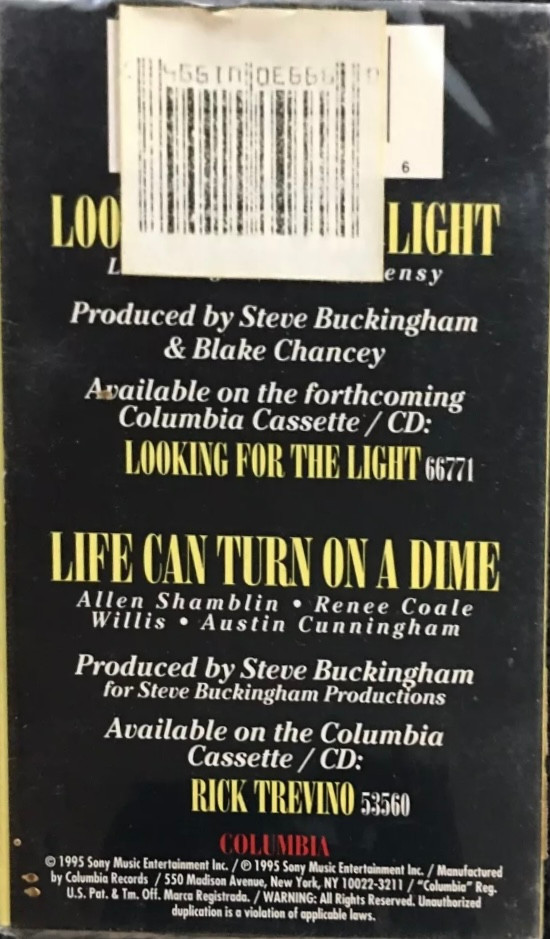 6
LOO LIGHT
L ensy
Produced by Steve Buckingham
& Blake Chancey
Available on the forthcoming
Columbia Cassette / CD:
LOOKING FOR THE LIGHT 66771
LIFE CAN TURN ON A DIME
Allen Shamblin • Renee Coale
Willis • Austin Cunningham
Produced by Steve Buckingham
for Steve Buckingham Productions
Available on the Columbia
Cassette / CD:
RICK TREVINO 53560
COLUMBIA
© 1995 Sony Music Entertainment Inc. / ℗ 1995 Sony Music Entertainment Inc. / Manufactured
by Columbia Records / 550 Madison Avenue, New York, NY 10022-3211 / "Columbia" Reg.
U.S. Pat. & Tm. Off. Marca Registrada. / WARNING: All Rights Reserved. Unauthorized
duplication is a violation of applicable laws.